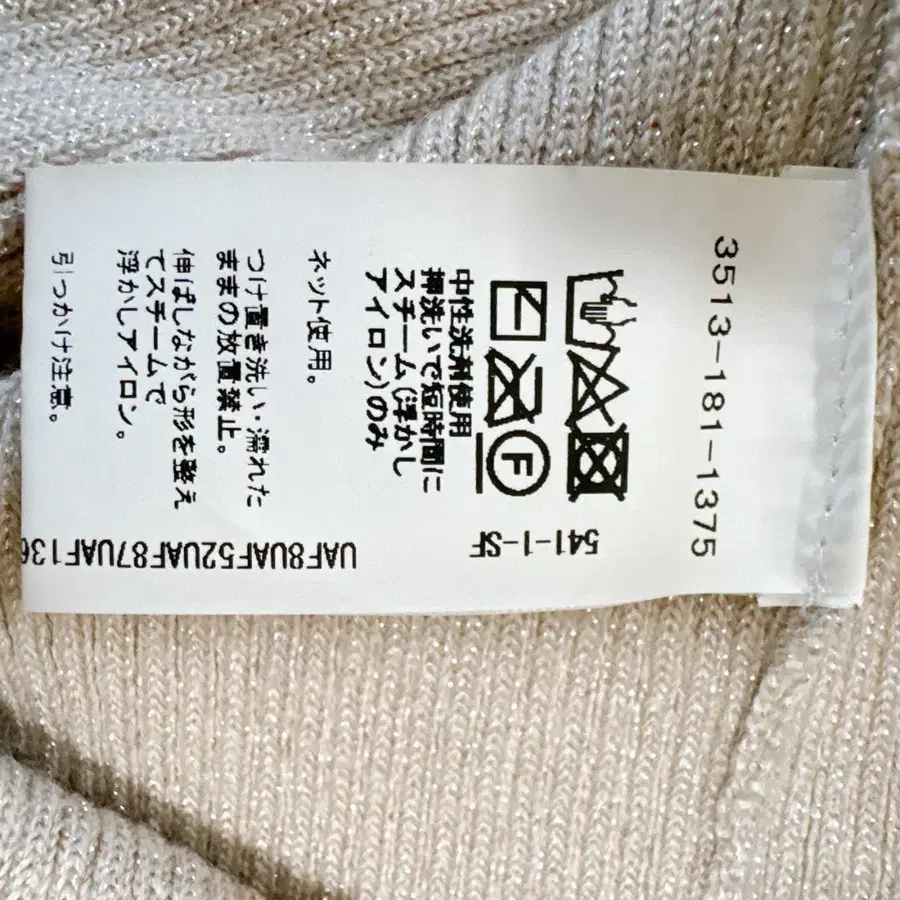 3513-181-1375
F
中性洗剤使用
押洗いで短時間に
スチーム(浮かし
アイロン)のみ
ネット使用。
つけ置き洗い・濡れた
ままの放置禁止。
伸ばしながら形を整え
てスチームで
浮かしアイロン。
引っかけ注意。
541-1-SF
UAF8UAF52UAF87UAF136